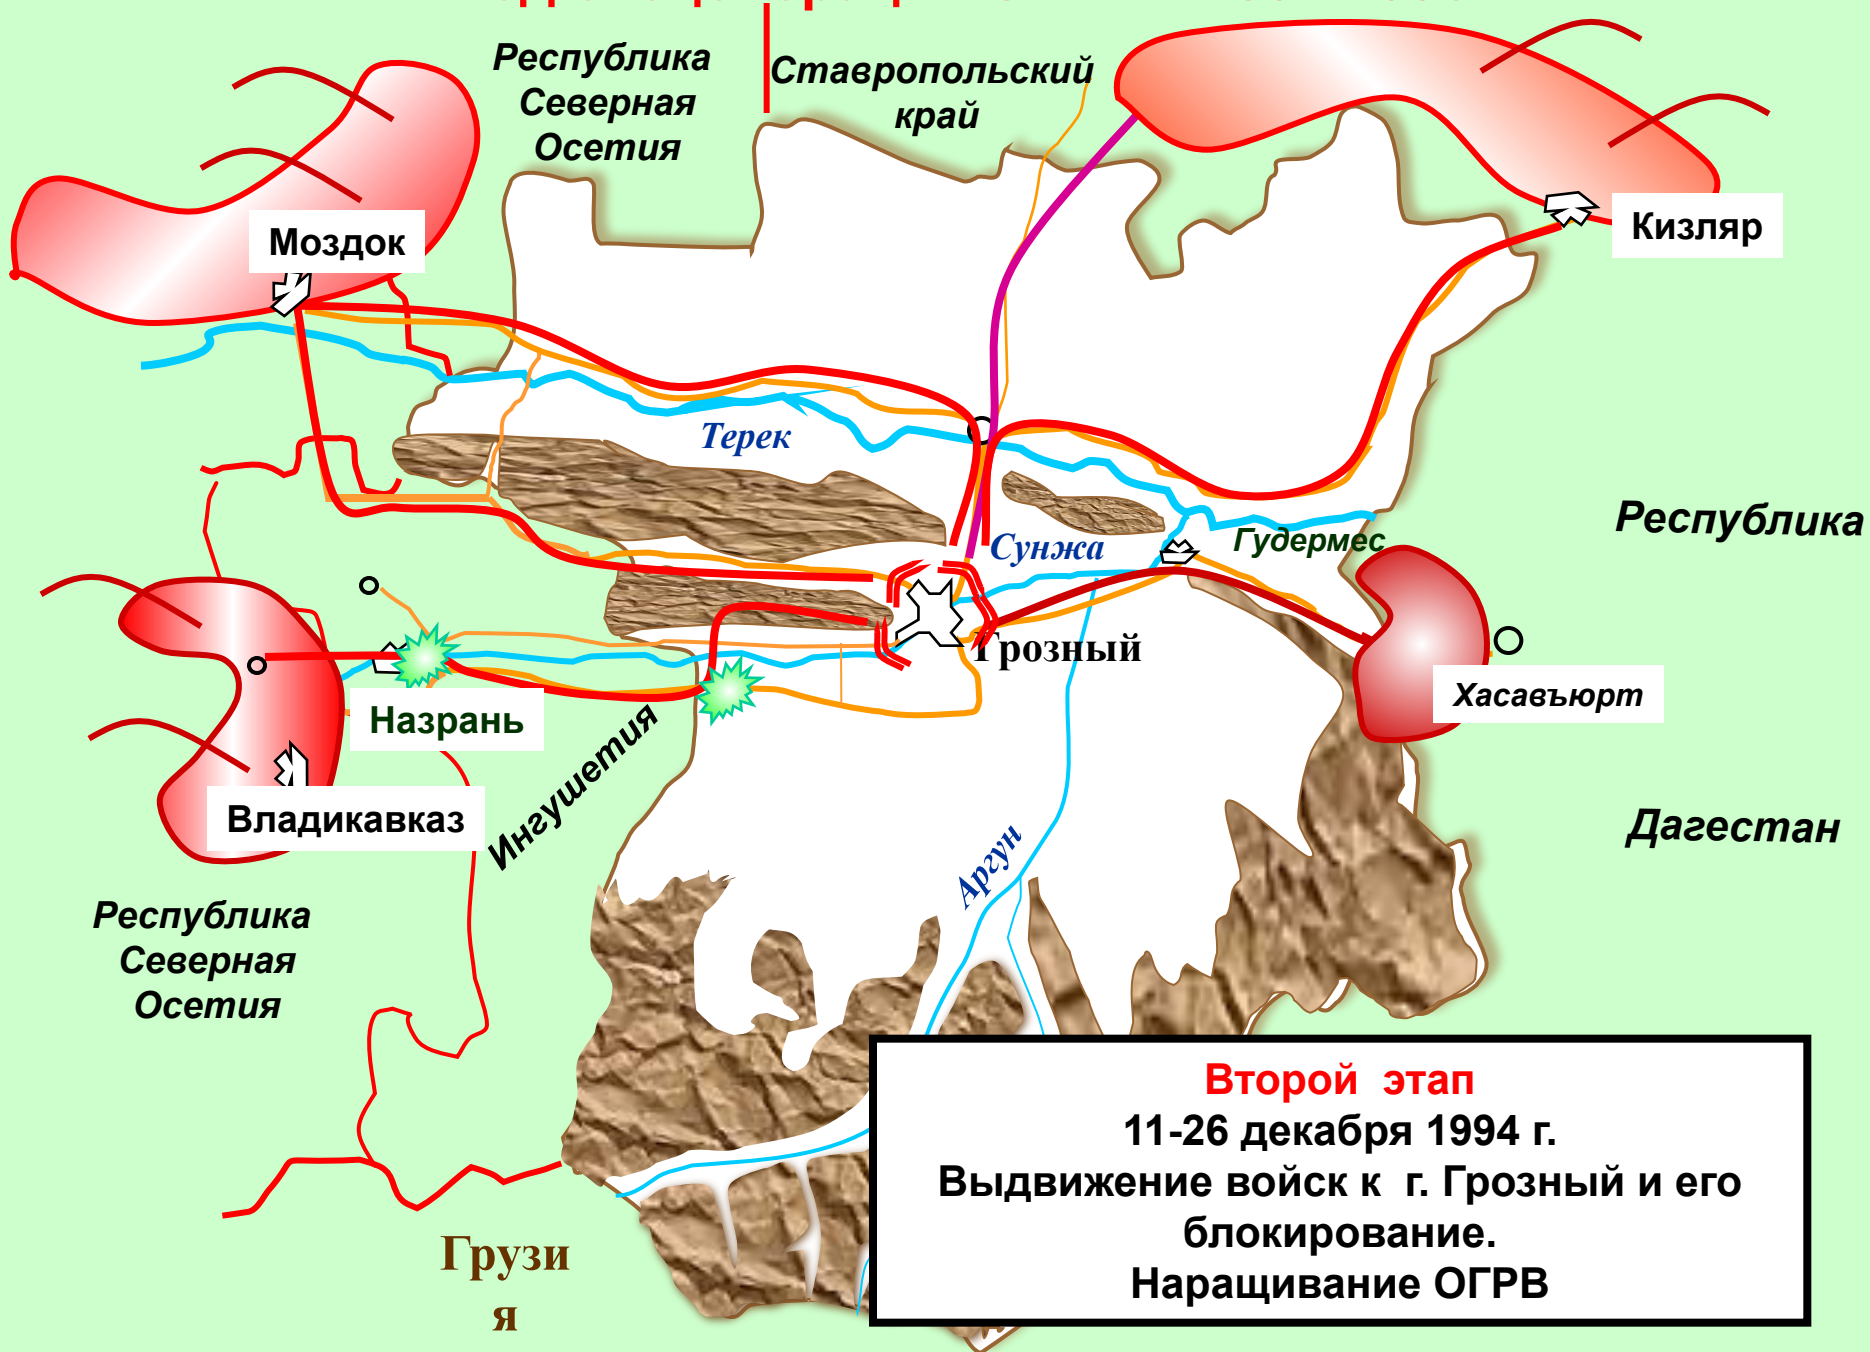 Республика
Северная
Осетия
Ставропольский
край
Моздок
Кизляр
Терек
Республика
Сунжа
Гудермес
Грозный
Хасавъюрт
Назрань
Ингушетия
Владикавказ
Дагестан
Аргун
Республика
Северная
Осетия
Второй этап
11-26 декабря 1994 г.
Выдвижение войск к г. Грозный и его
блокирование.
Наращивание ОГРВ
Грузи
я